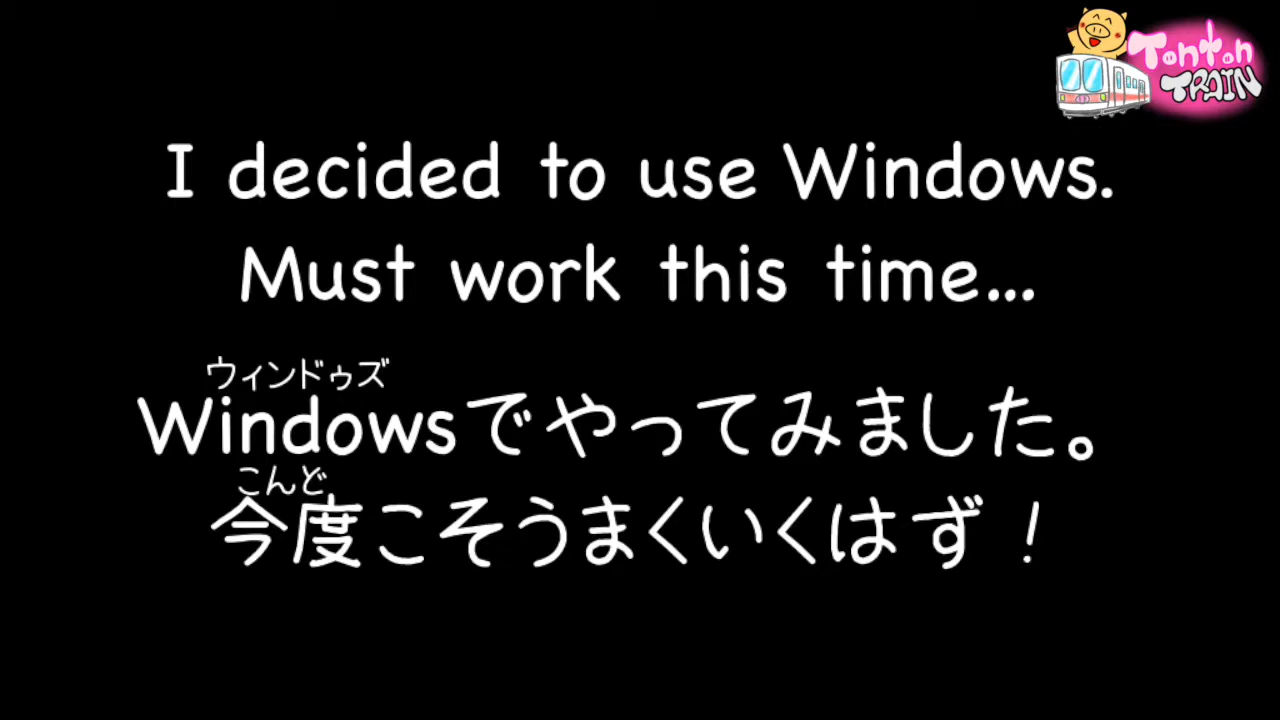 TonTon
TRAIN
I decided to use Windows.
Must work this time...
ウィンドゥズ
Windowsでやってみました。
こんど
今度こそうまくいくはず！